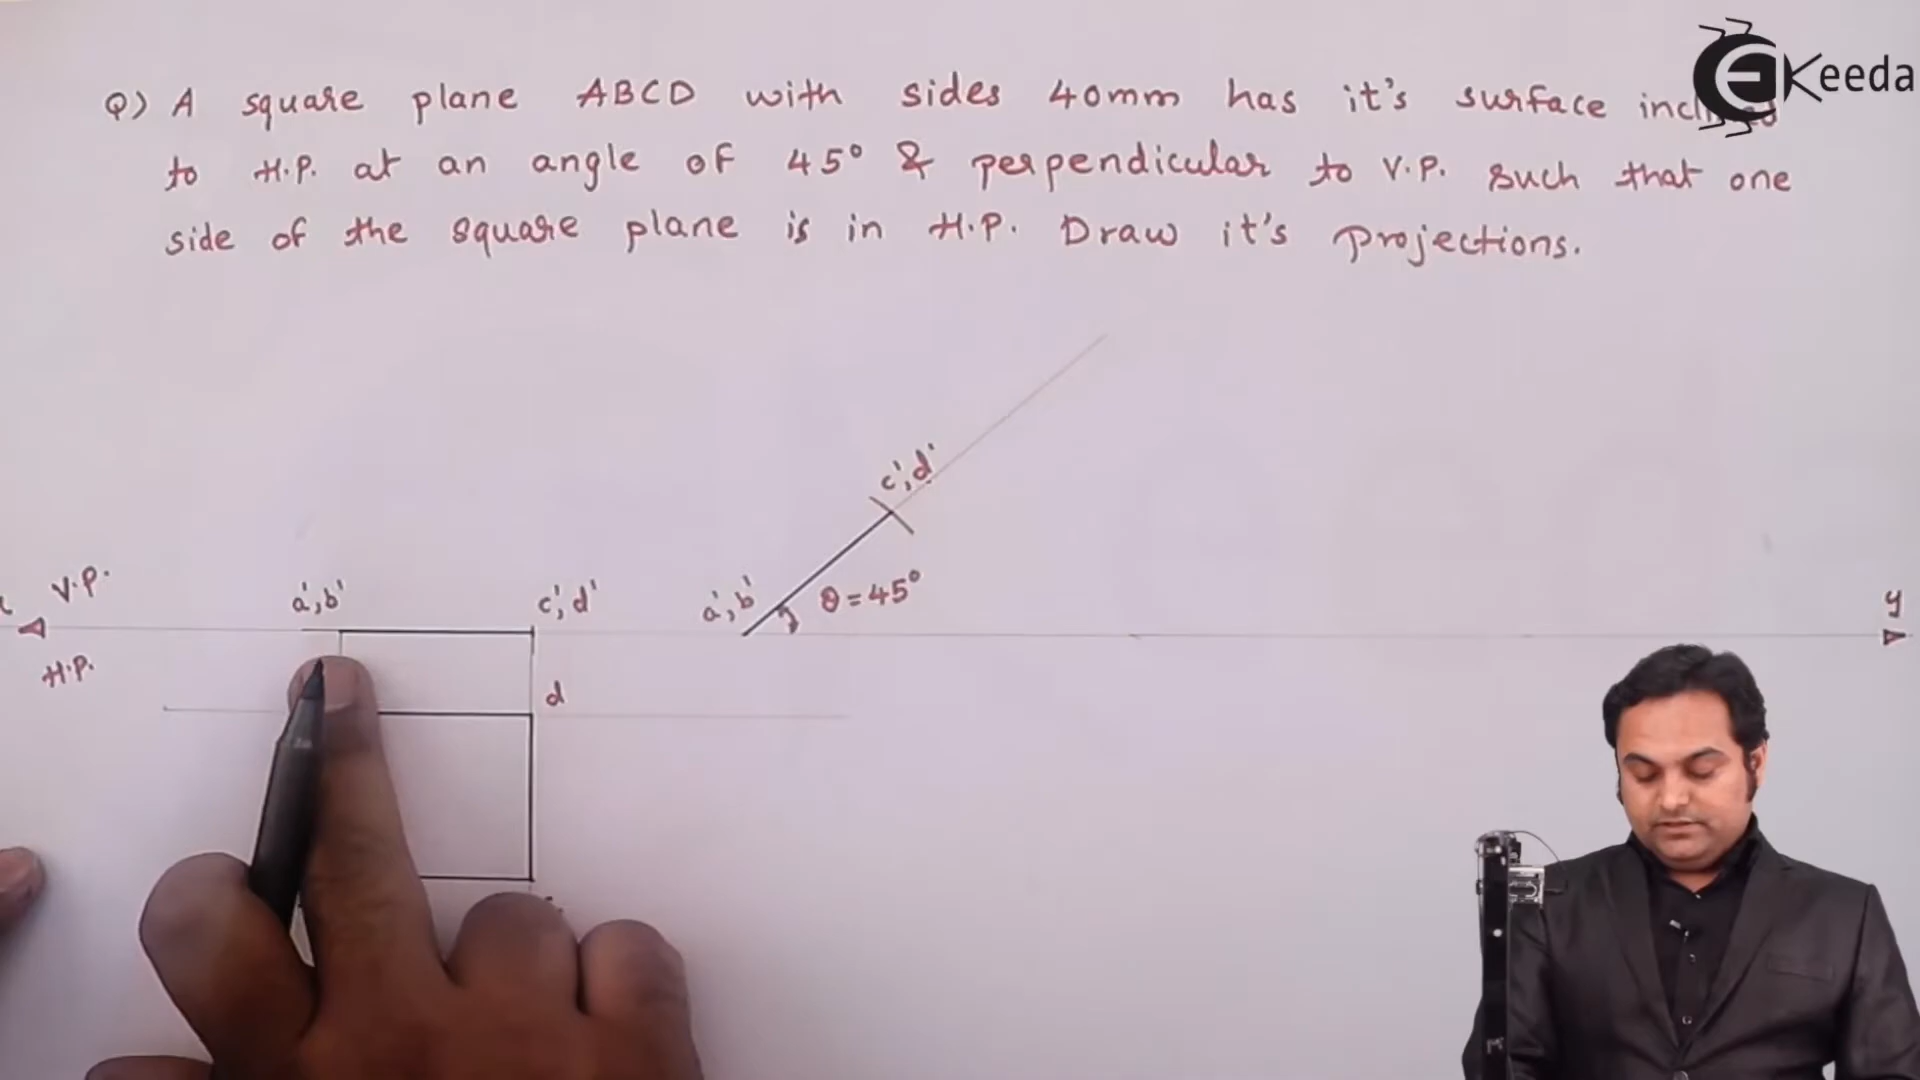 Keeda
Q) A square plane ABCD with sides 40mm has it's surface
to H.P. at an angle of 45° & perpendicular to V.P. such that one
side of the square plane is in H.P. Draw it's projections.
c', d'
V.P.
a', b'
c', d'
a', b'
θ = 45°
y
H.P.
d